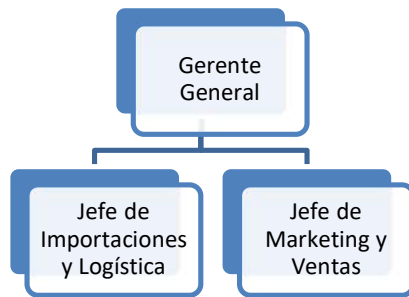 Gerente
General
Jefe de
Importaciones
y Logística
Jefe de
Marketing y
Ventas